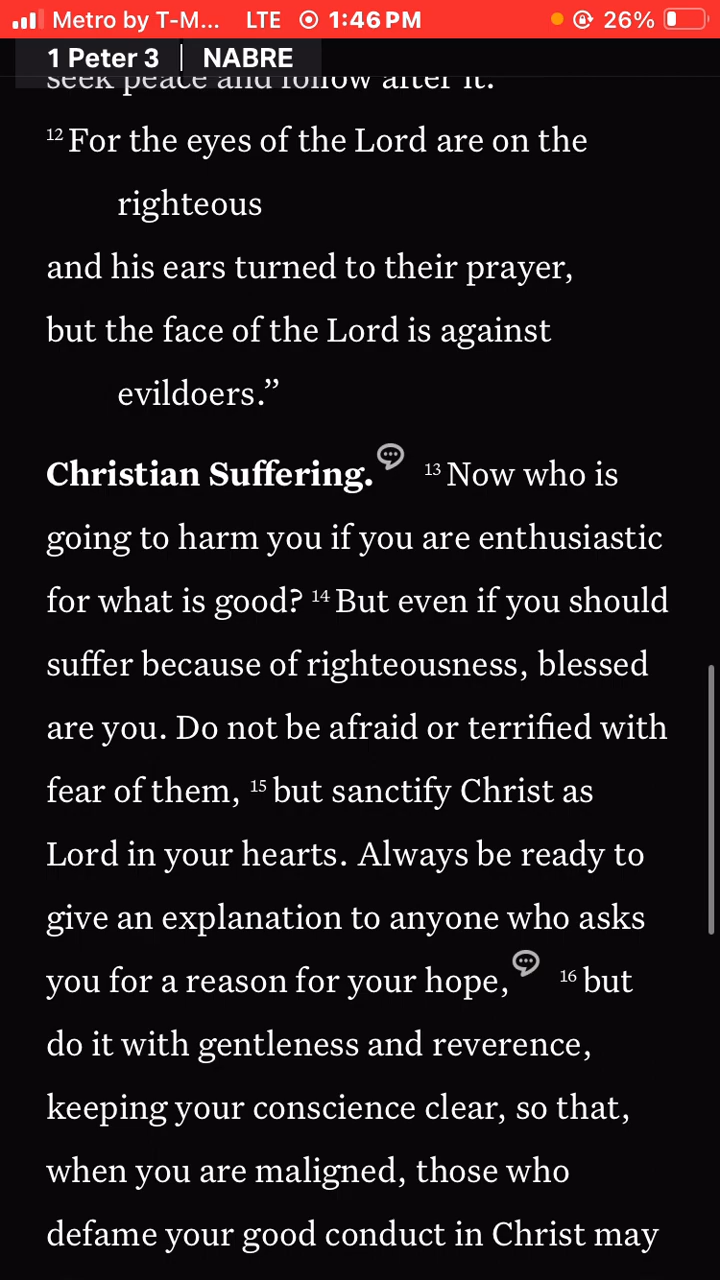 Metro by T-M... LTE 1:46 PM 26%
1 Peter 3 NABRE
seek peace and follow after it.
12 For the eyes of the Lord are on the
righteous
and his ears turned to their prayer,
but the face of the Lord is against
evildoers.”
Christian Suffering. 13 Now who is
going to harm you if you are enthusiastic
for what is good? 14 But even if you should
suffer because of righteousness, blessed
are you. Do not be afraid or terrified with
fear of them, 15 but sanctify Christ as
Lord in your hearts. Always be ready to
give an explanation to anyone who asks
you for a reason for your hope, 16 but
do it with gentleness and reverence,
keeping your conscience clear, so that,
when you are maligned, those who
defame your good conduct in Christ may